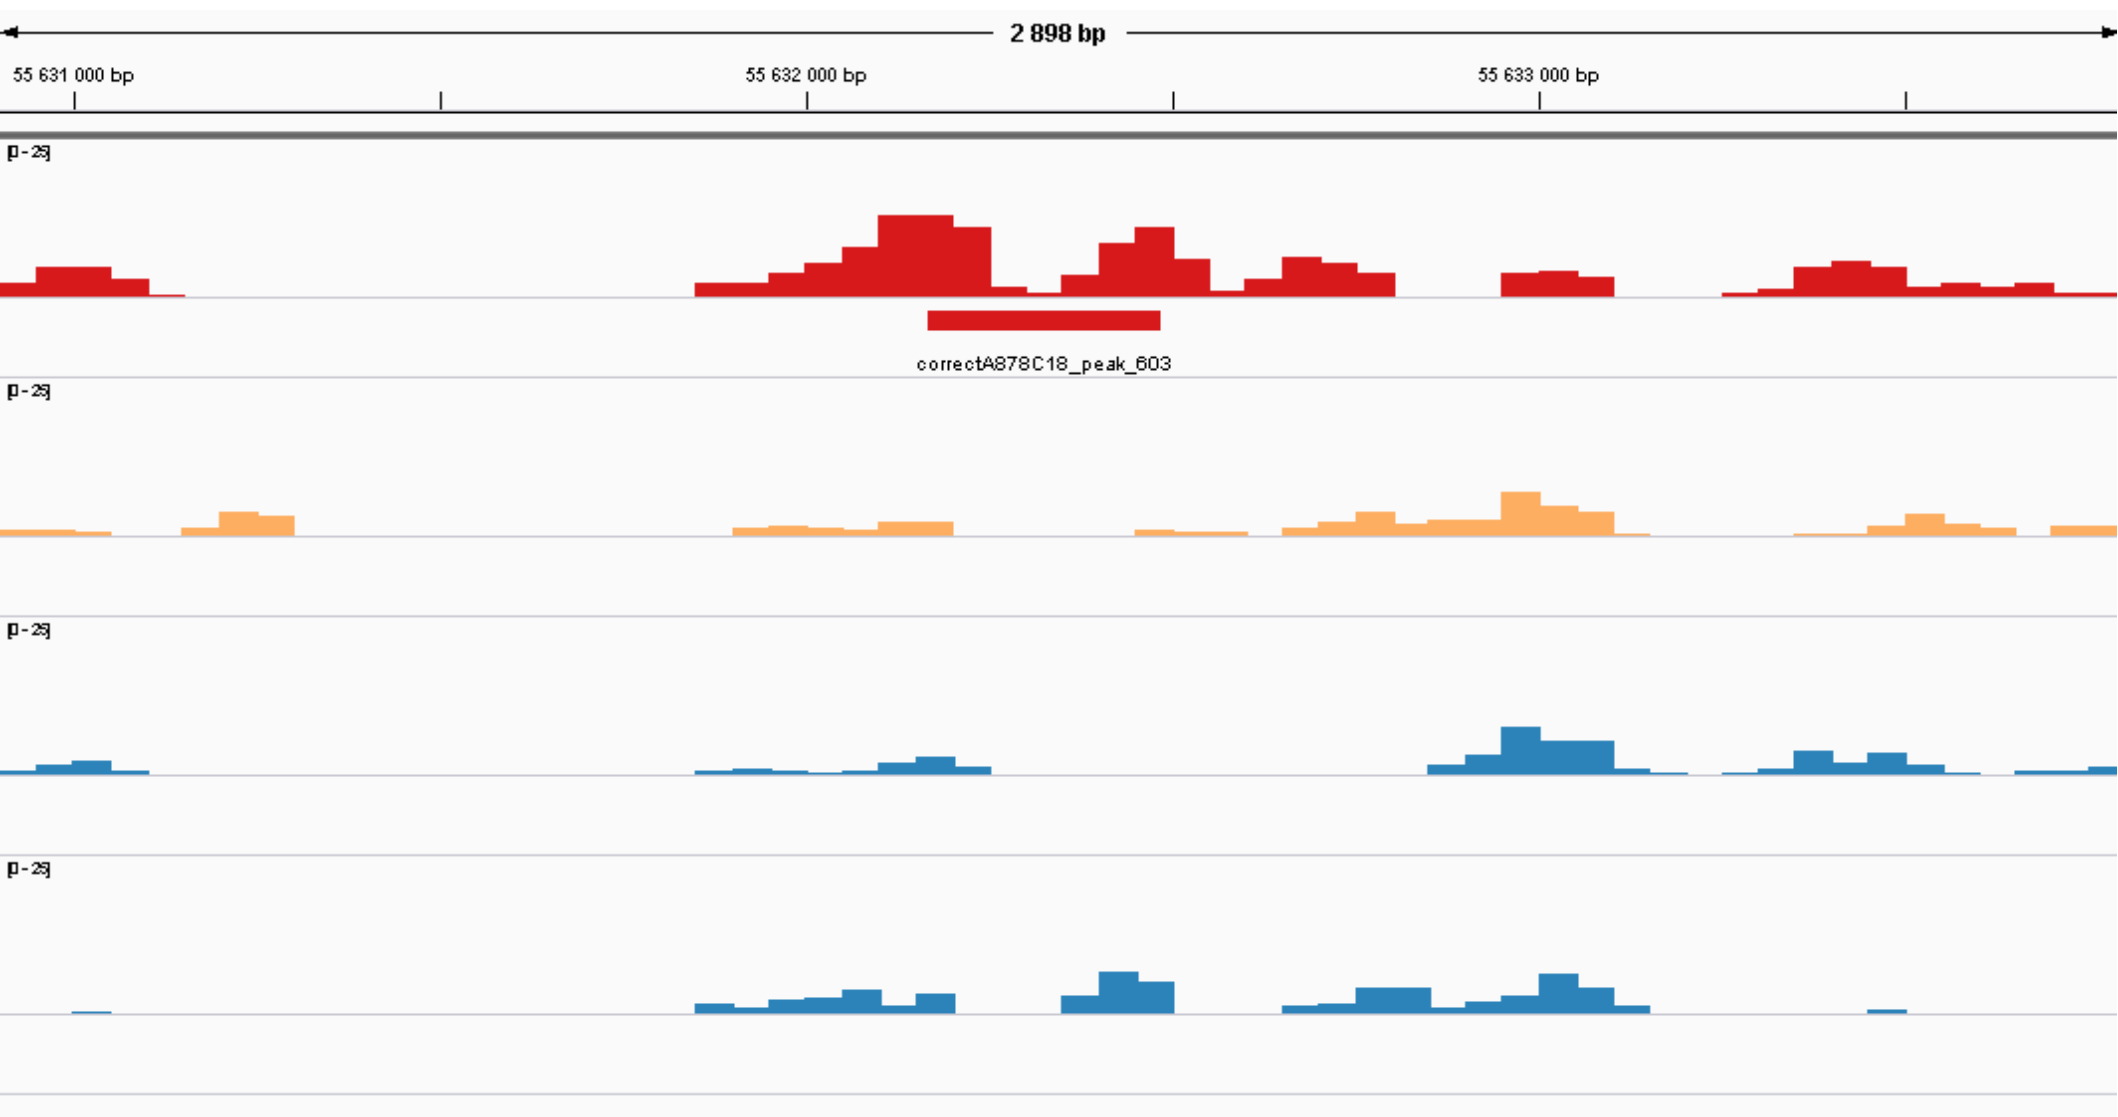 2 898 bp
55 631 000 bp 55 632 000 bp 55 633 000 bp
[0 - 25]
correctA878C18_peak_603
[0 - 25]
[0 - 25]
[0 - 25]